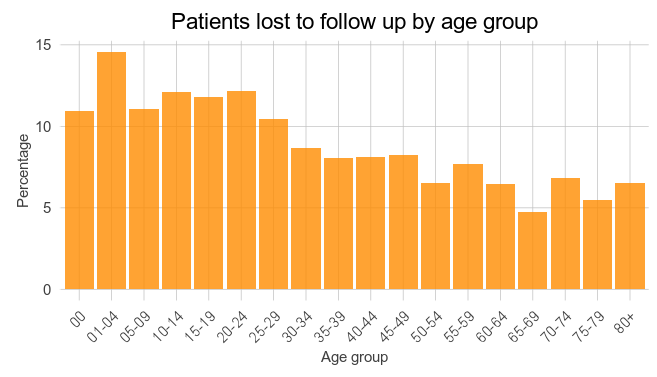 Patients lost to follow up by age group
Percentage
15
10
5
0
00 01-04 05-09 10-14 15-19 20-24 25-29 30-34 35-39 40-44 45-49 50-54 55-59 60-64 65-69 70-74 75-79 80+
Age group